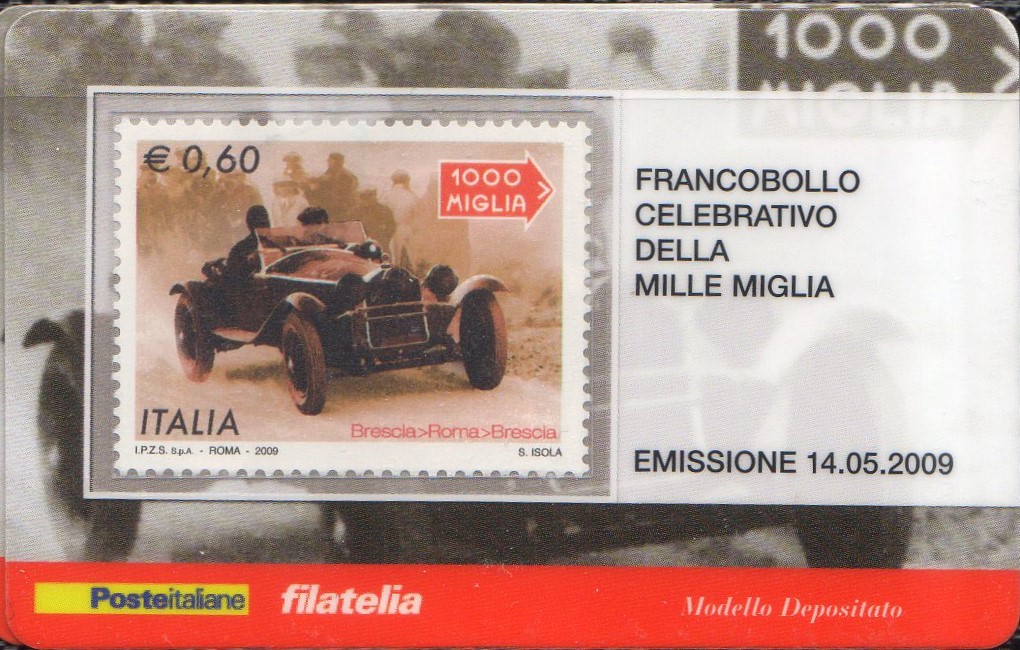 1000
MIGLIA
€ 0,60
1000
MIGLIA
ITALIA
Brescia>Roma>Brescia
I.P.Z.S. S.p.A. - ROMA - 2009
S. ISOLA
FRANCOBOLLO
CELEBRATIVO
DELLA
MILLE MIGLIA
EMISSIONE 14.05.2009
Posteitaliane
filatelia
Modello Depositato